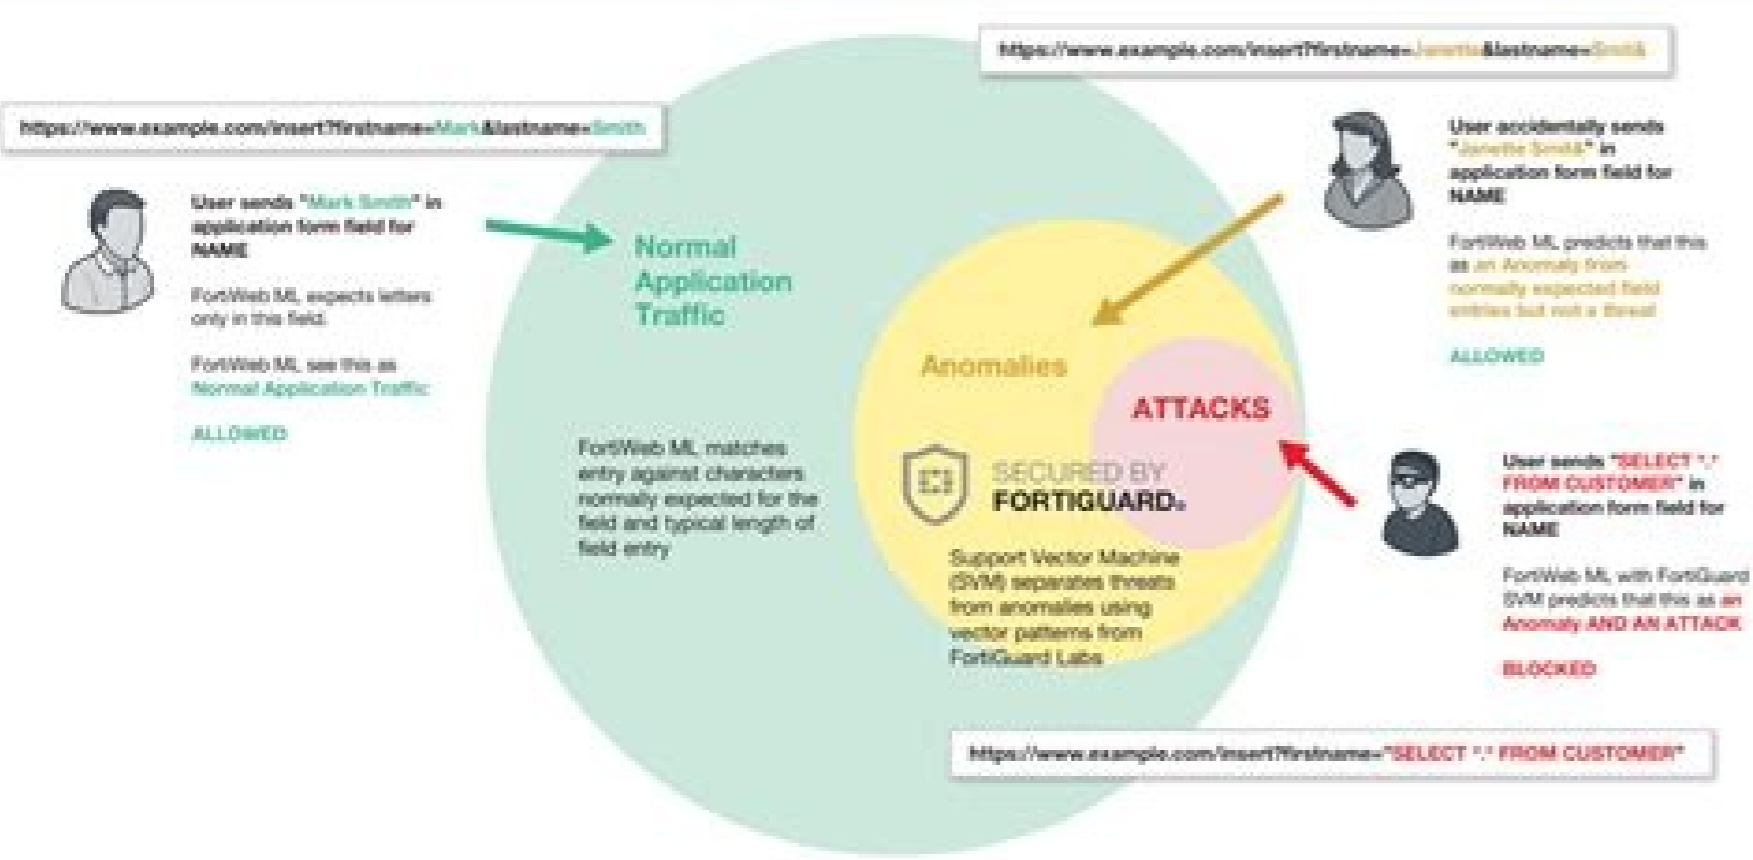 https://www.example.com/insert?firstname=Janette&lastname=Smit&
https://www.example.com/insert?firstname=Mark&lastname=Smith
User sends "Mark Smith" in
application form field for
NAME
FortiWeb ML expects letters
only in this field.
FortiWeb ML see this as
Normal Application Traffic
ALLOWED
Normal
Application
Traffic
FortiWeb ML matches
entry against characters
normally expected for the
field and typical length of
field entry
User accidentally sends
"Janette Smit&" in
application form field for
NAME
FortiWeb ML predicts that this
as an Anomaly from
normally expected field
entries but not a threat
ALLOWED
Anomalies
ATTACKS
SECURED BY
FORTIGUARD®
Support Vector Machine
(SVM) separates threats
from anomalies using
vector patterns from
FortiGuard Labs
User sends "SELECT *.*
FROM CUSTOMER" in
application form field for
NAME
FortiWeb ML with FortiGuard
SVM predicts that this as an
Anomaly AND AN ATTACK
BLOCKED
https://www.example.com/insert?firstname="SELECT *.* FROM CUSTOMER"